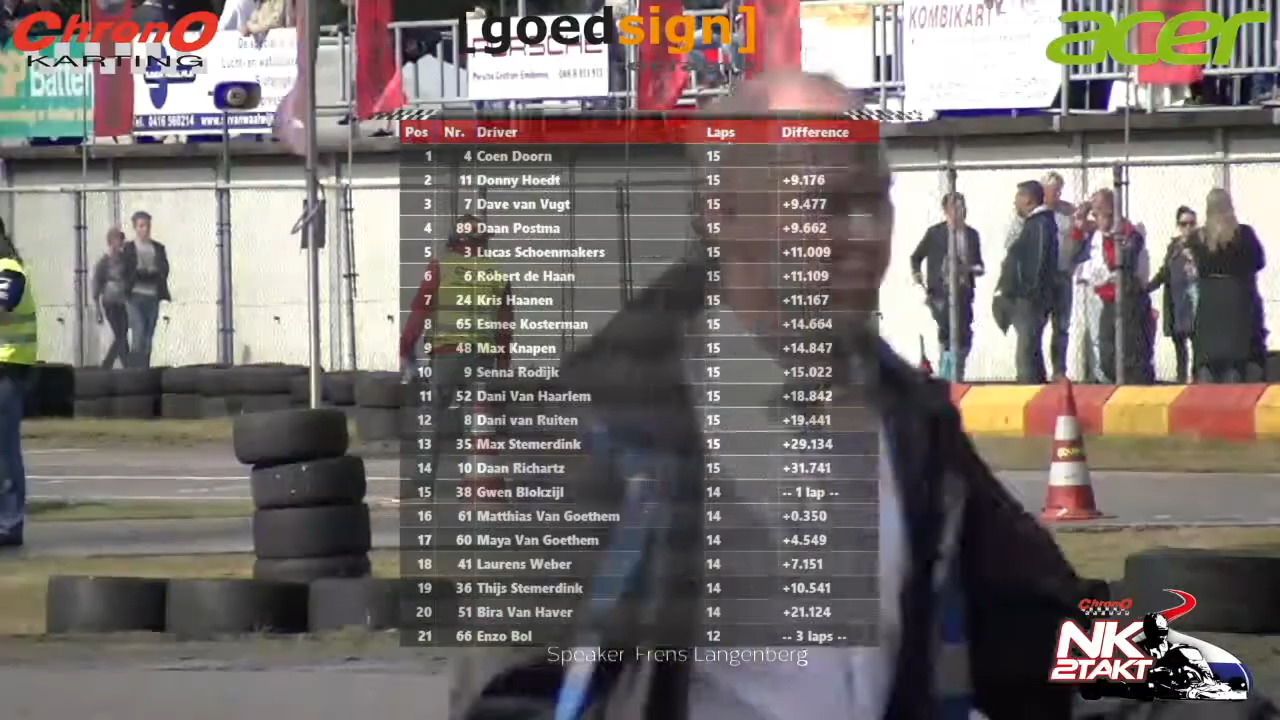 ChronO
KARTING
[goedsign]
acer
KOMBIKART
PORSCHE
Batter
Pos Nr. Driver Laps Difference
1 4 Coen Doorn 15
2 11 Donny Hoedt 15 +9.176
3 7 Dave van Vugt 15 +9.477
4 89 Daan Postma 15 +9.662
5 3 Lucas Schoenmakers 15 +11.009
6 6 Robert de Haan 15 +11.109
7 24 Kris Haanen 15 +11.167
8 65 Esmee Kosterman 15 +14.664
9 48 Max Knapen 15 +14.847
10 9 Senna Rodijk 15 +15.022
11 52 Dani Van Haarlem 15 +18.842
12 8 Dani van Ruiten 15 +19.441
13 35 Max Stemerdink 15 +29.134
14 10 Daan Richartz 15 +31.741
15 38 Gwen Blokzijl 14 -- 1 lap --
16 61 Matthias Van Goethem 14 +0.350
17 60 Maya Van Goethem 14 +4.549
18 41 Laurens Weber 14 +7.151
19 36 Thijs Stemerdink 14 +10.541
20 51 Bira Van Haver 14 +21.124
21 66 Enzo Bol 12 -- 3 laps --
Speaker Frens Langenberg
ChronO
NK
2TAKT